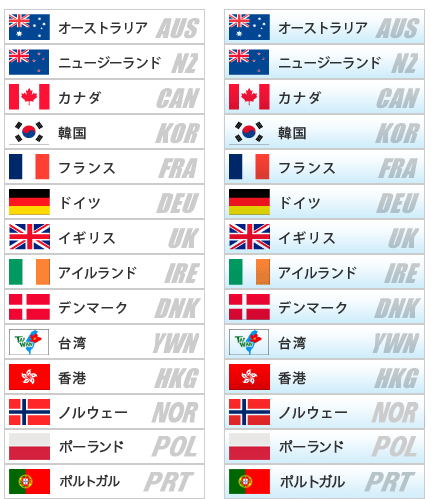 オーストラリア AUS オーストラリア AUS
ニュージーランド NZ ニュージーランド NZ
カナダ CAN カナダ CAN
韓国 KOR 韓国 KOR
フランス FRA フランス FRA
ドイツ DEU ドイツ DEU
イギリス UK イギリス UK
アイルランド IRE アイルランド IRE
デンマーク DNK デンマーク DNK
TAIWAN 台湾 YWN TAIWAN 台湾 YWN
香港 HKG 香港 HKG
ノルウェー NOR ノルウェー NOR
ポーランド POL ポーランド POL
ポルトガル PRT ポルトガル PRT